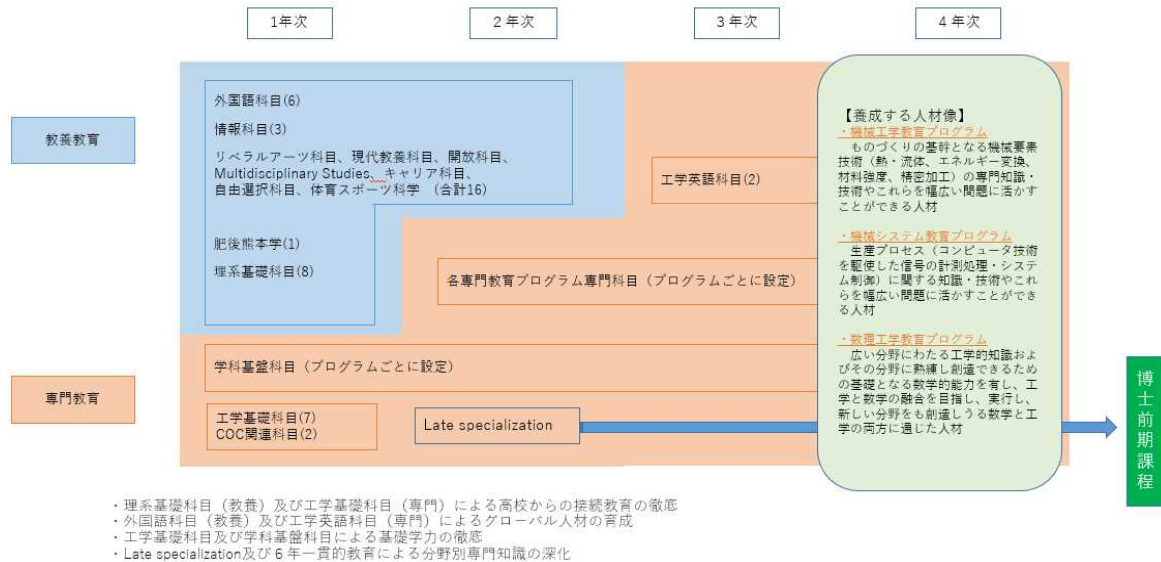 1年次
2年次
3年次
4年次
教養教育
外国語科目(6)
情報科目(3)
リベラルアーツ科目、現代教養科目、開放科目、
Multidisciplinary Studies、キャリア科目、
自由選択科目、体育スポーツ科学 (合計16)
肥後熊本学(1)
理系基礎科目(8)
工学英語科目(2)
各専門教育プログラム専門科目(プログラムごとに設定)
専門教育
学科基盤科目(プログラムごとに設定)
工学基礎科目(7)
COC関連科目(2)
Late specialization
【養成する人材像】
・機械工学教育プログラム
ものづくりの基幹となる機械要素
技術(熱・流体、エネルギー変換、
材料強度、精密加工)の専門知識・
技術やこれらを幅広い問題に活かす
ことができる人材
・機械システム教育プログラム
生産プロセス(コンピュータ技術
を駆使した信号の計測処理・システ
ム制御)に関する知識・技術やこれ
らを幅広い問題に活かすことができ
る人材
・数理工学教育プログラム
広い分野にわたる工学的知識およ
びその分野に熟練し創造できるため
の基礎となる数学的能力を有し、工
学と数学の融合を目指し、実行し、
新しい分野をも創造しうる数学と工
学の両方に通じた人材
博士前期課程
・理系基礎科目(教養)及び工学基礎科目(専門)による高校からの接続教育の徹底
・外国語科目(教養)及び工学英語科目(専門)によるグローバル人材の育成
・工学基礎科目及び学科基盤科目による基礎学力の徹底
・Late specialization及び6年一貫的教育による分野別専門知識の深化